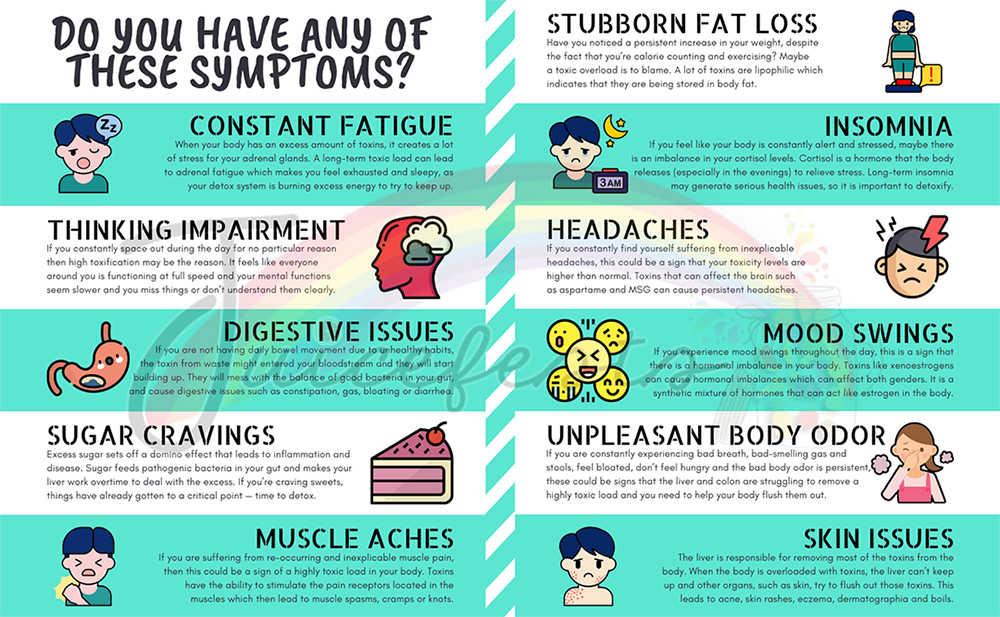 DO YOU HAVE ANY OF
THESE SYMPTOMS?
CONSTANT FATIGUE
When your body has an excess amount of toxins, it creates a lot
of stress for your adrenal glands. A long-term toxic load can lead
to adrenal fatigue which makes you feel exhausted and sleepy, as
your detox system is burning excess energy to try to keep up.
ZZ
THINKING IMPAIRMENT
If you constantly space out during the day for no particular reason
then high toxification may be the reason. It feels like everyone
around you is functioning at full speed and your mental functions
seem slower and you miss things or don't understand them clearly.
DIGESTIVE ISSUES
If you are not having daily bowel movement due to unhealthy habits,
the toxin from waste might entered your bloodstream and they will start
building up. They will mess with the balance of good bacteria in your gut,
and cause digestive issues such as constipation, gas, bloating or diarrhea.
SUGAR CRAVINGS
Excess sugar sets off a domino effect that leads to inflammation and
disease. Sugar feeds pathogenic bacteria in your gut and makes your
liver work overtime to deal with the excess. If you're craving sweets,
things have already gotten to a critical point — time to detox.
MUSCLE ACHES
If you are suffering from re-occurring and inexplicable muscle pain,
then this could be a sign of a highly toxic load in your body. Toxins
have the ability to stimulate the pain receptors located in the
muscles which then lead to muscle spasms, cramps or knots.
STUBBORN FAT LOSS
Have you noticed a persistent increase in your weight, despite
the fact that you're calorie counting and exercising? Maybe
a toxic overload is to blame. A lot of toxins are lipophilic which
indicates that they are being stored in body fat.
!
INSOMNIA
If you feel like your body is constantly alert and stressed, maybe there
is an imbalance in your cortisol levels. Cortisol is a hormone that the body
releases (especially in the evenings) to relieve stress. Long-term insomnia
may generate serious health issues, so it is important to detoxify.
3AM
HEADACHES
If you constantly find yourself suffering from inexplicable
headaches, this could be a sign that your toxicity levels are
higher than normal. Toxins that can affect the brain such
as aspartame and MSG can cause persistent headaches.
MOOD SWINGS
If you experience mood swings throughout the day, this is a sign that
there is a hormonal imbalance in your body. Toxins like xenoestrogens
can cause hormonal imbalances which can affect both genders. It is a
synthetic mixture of hormones that can act like estrogen in the body.
UNPLEASANT BODY ODOR
If you are constantly experiencing bad breath, bad-smelling gas and
stools, feel bloated, don't feel hungry and the bad body odor is persistent,
these could be signs that the liver and colon are struggling to remove a
highly toxic load and you need to help your body flush them out.
SKIN ISSUES
The liver is responsible for removing most of the toxins from the
body. When the body is overloaded with toxins, the liver can't keep
up and other organs, such as skin, try to flush out those toxins. This
leads to acne, skin rashes, eczema, dermatographia and boils.